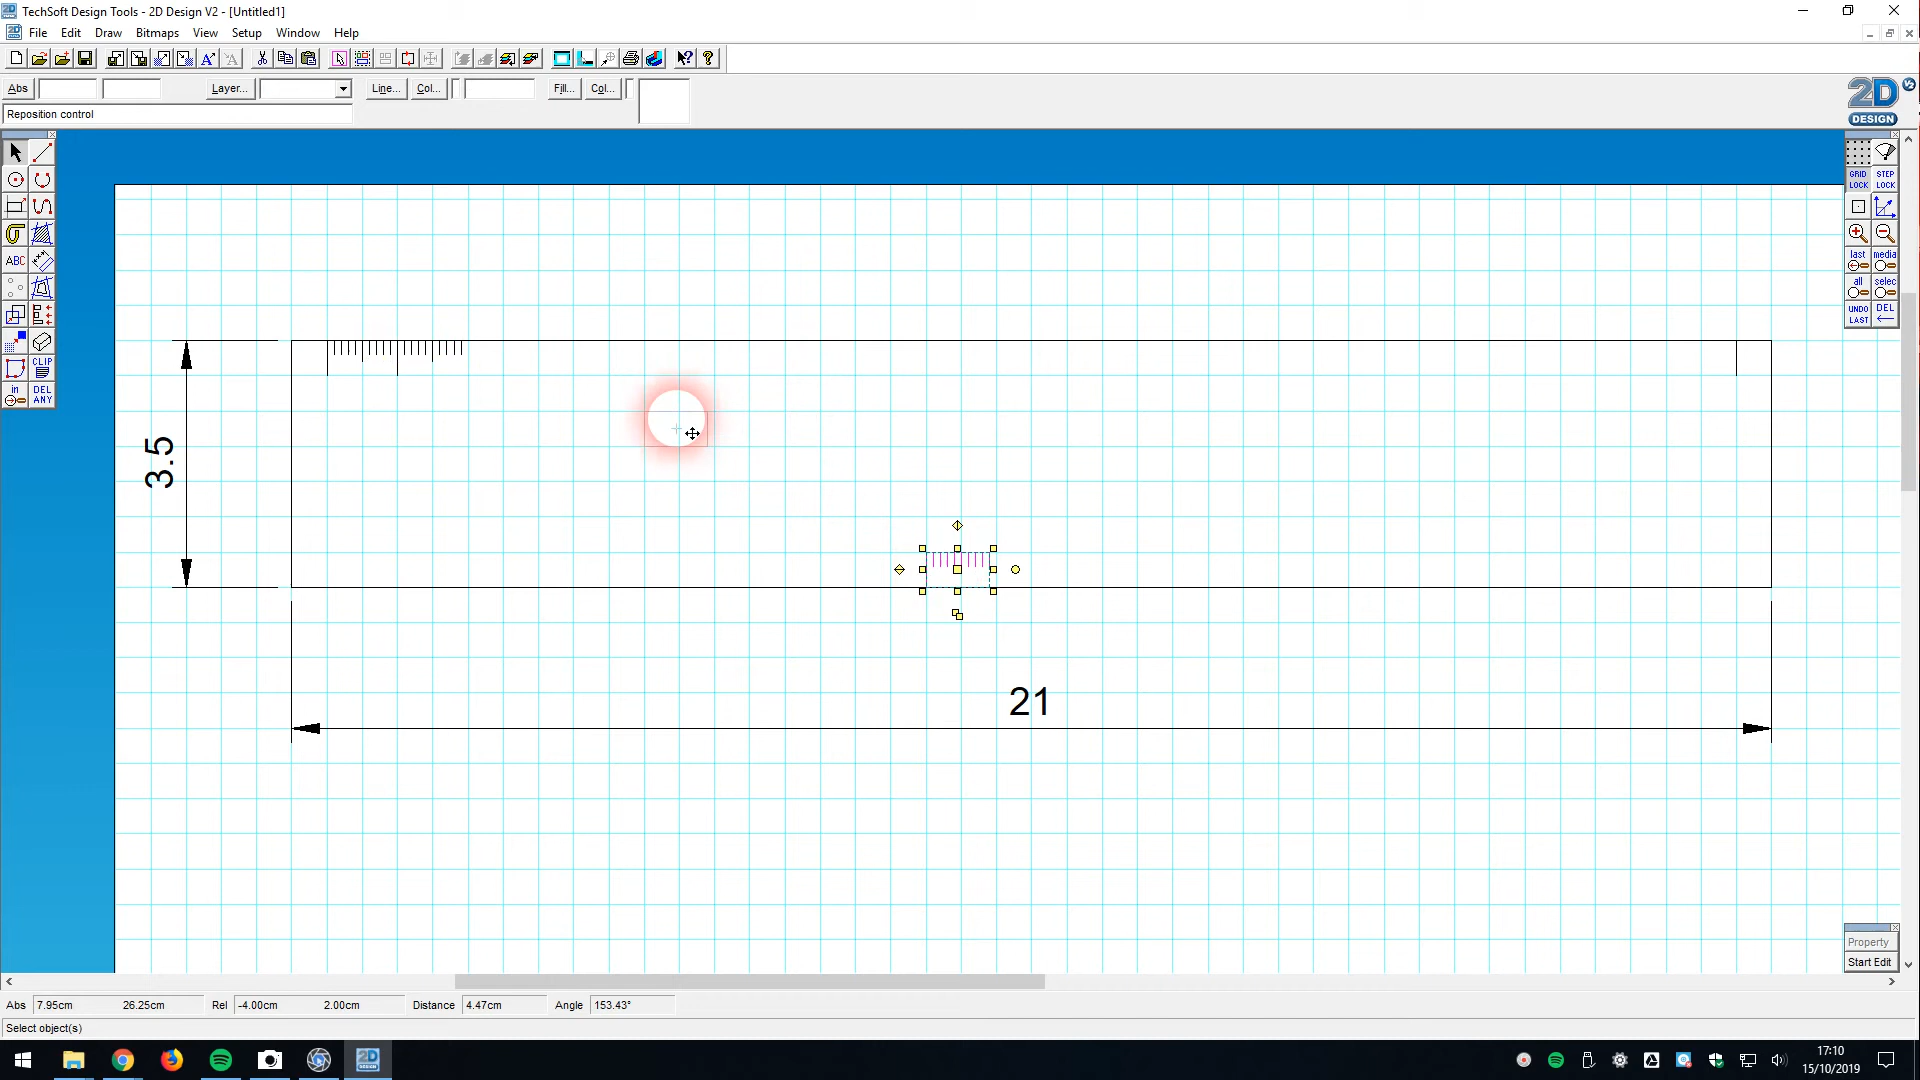 TechSoft Design Tools - 2D Design V2 - [Untitled1]
File Edit Draw Bitmaps View Setup Window Help
Abs Layer... Line... Col... Fill... Col...
Reposition control
2D V2
DESIGN
GRID LOCK STEP LOCK
last media
all selec
UNDO LAST DEL
ABC
CLIP
in DEL ANY
3.5
21
Property
Start Edit
Abs 7.95cm 26.25cm Rel -4.00cm 2.00cm Distance 4.47cm Angle 153.43°
Select object(s)
2D DESIGN
17:10
15/10/2019